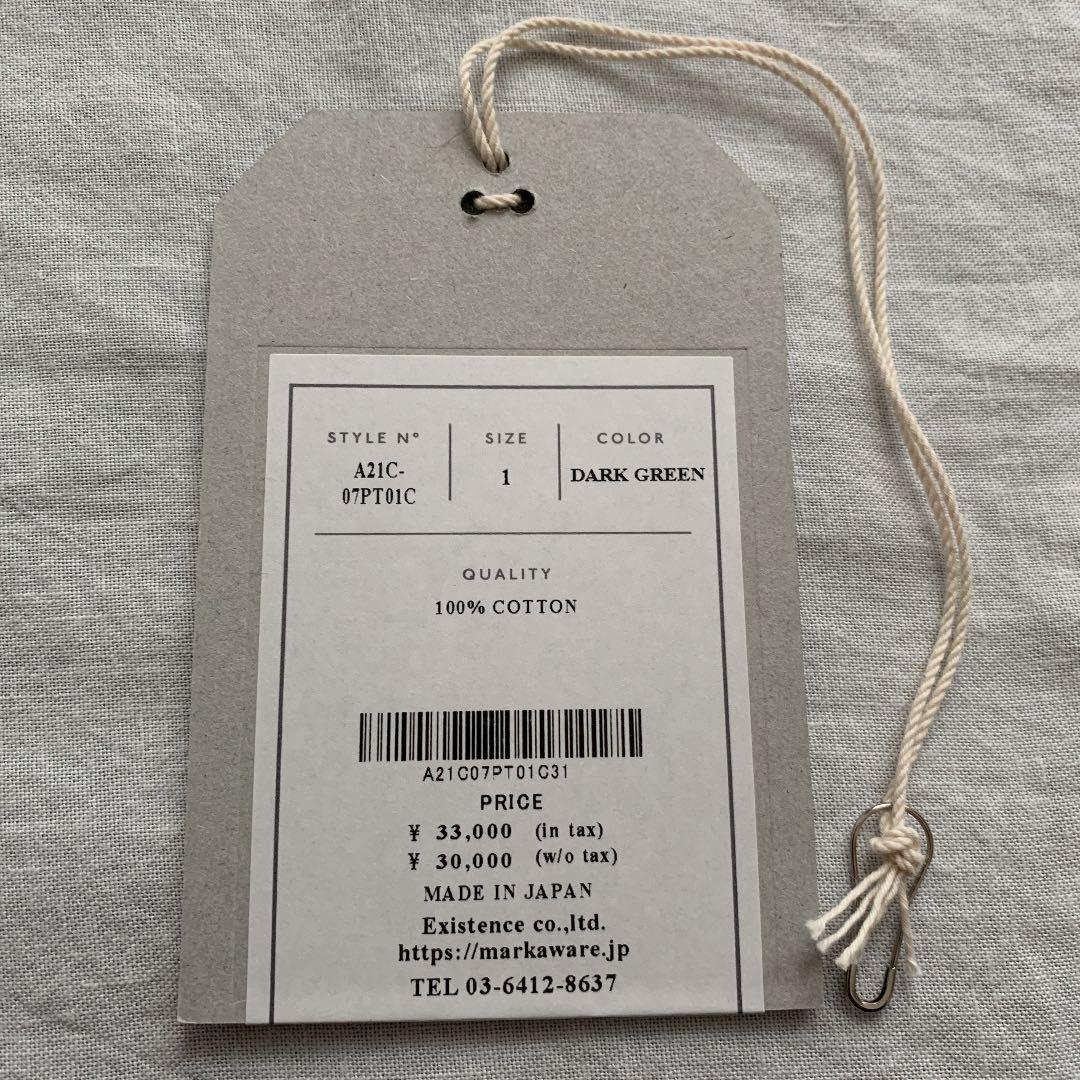 STYLE N°
A21C-
07PT01C
SIZE
1
COLOR
DARK GREEN
QUALITY
100% COTTON
A21C07PT01C31
PRICE
¥ 33,000 (in tax)
¥ 30,000 (w/o tax)
MADE IN JAPAN
Existence co.,ltd.
https://markaware.jp
TEL 03-6412-8637